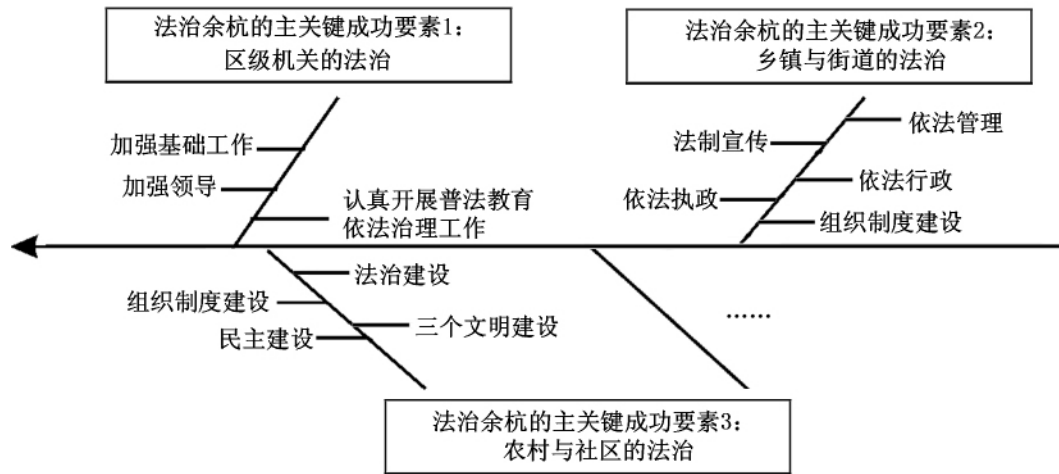 法治余杭的主关键成功要素1：
区级机关的法治
法治余杭的主关键成功要素2：
乡镇与街道的法治
加强基础工作
加强领导
认真开展普法教育
依法治理工作
依法管理
法制宣传
依法行政
依法执政
组织制度建设
法治建设
组织制度建设
三个文明建设
民主建设
……
法治余杭的主关键成功要素3：
农村与社区的法治